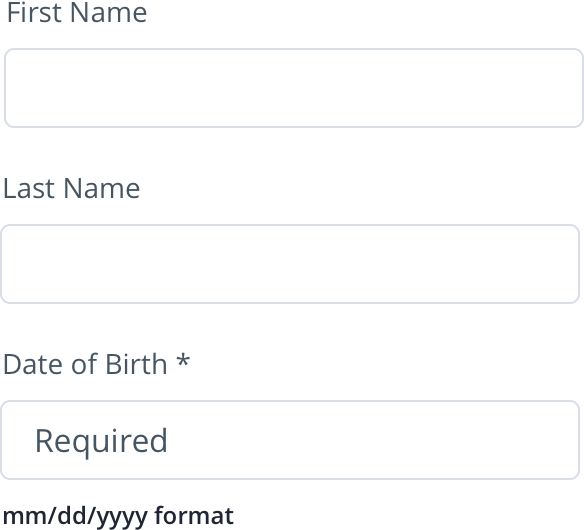 First Name
Last Name
Date of Birth *
Required
mm/dd/yyyy format